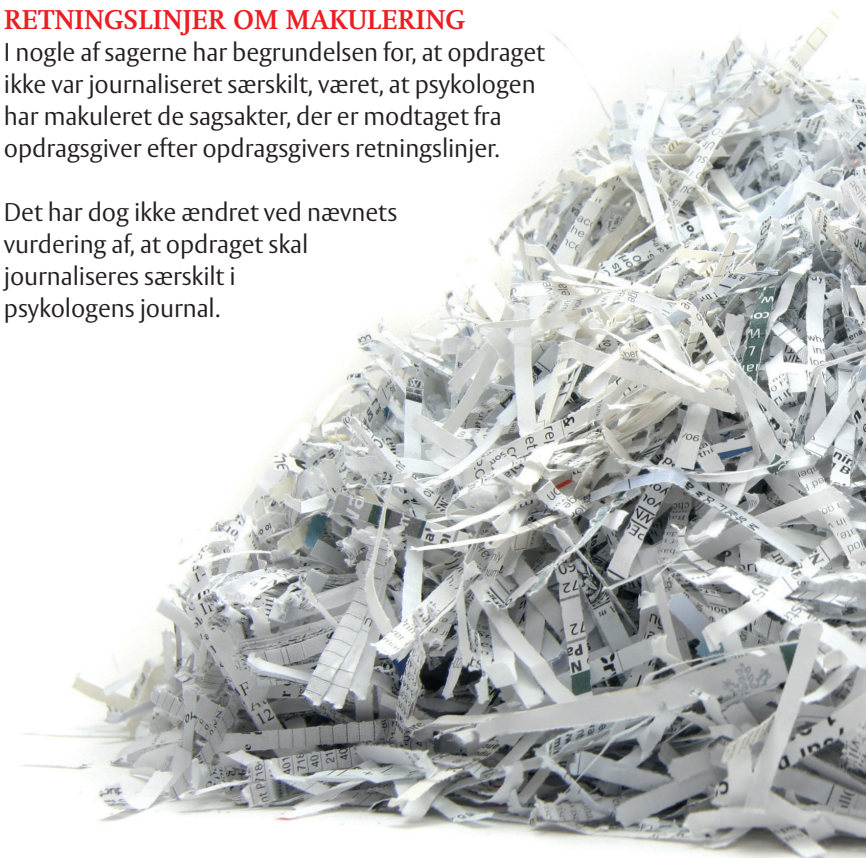 RETNINGSLINJER OM MAKULERING
I nogle af sagerne har begrundelsen for, at opdraget
ikke var journaliseret særskilt, været, at psykologen
har makuleret de sagsakter, der er modtaget fra
opdragsgiver efter opdragsgivers retningslinjer.
Det har dog ikke ændret ved nævnets
vurdering af, at opdraget skal
journaliseres særskilt i
psykologens journal.